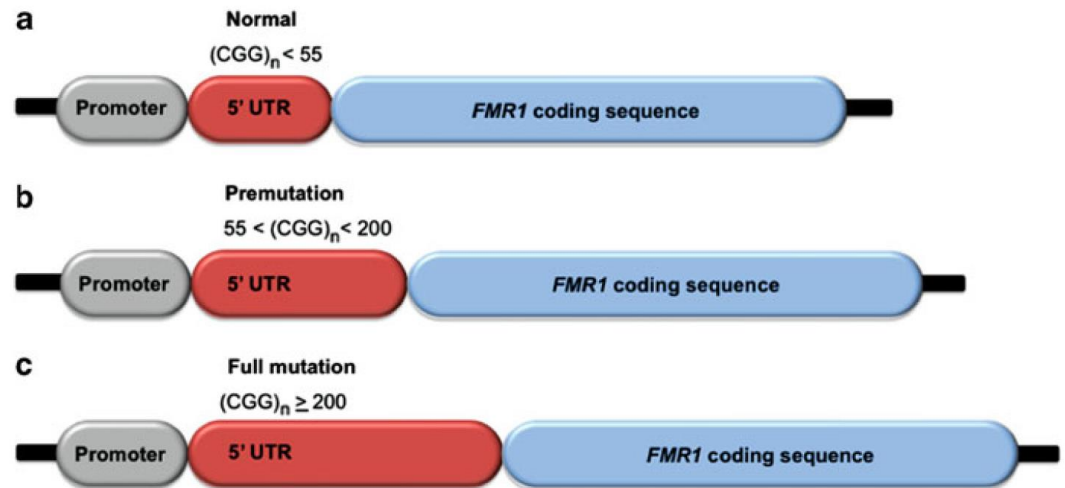 a
Normal
(CGG)n < 55
Promoter 5' UTR FMR1 coding sequence
b
Premutation
55 < (CGG)n < 200
Promoter 5' UTR FMR1 coding sequence
c
Full mutation
(CGG)n ≥ 200
Promoter 5' UTR FMR1 coding sequence